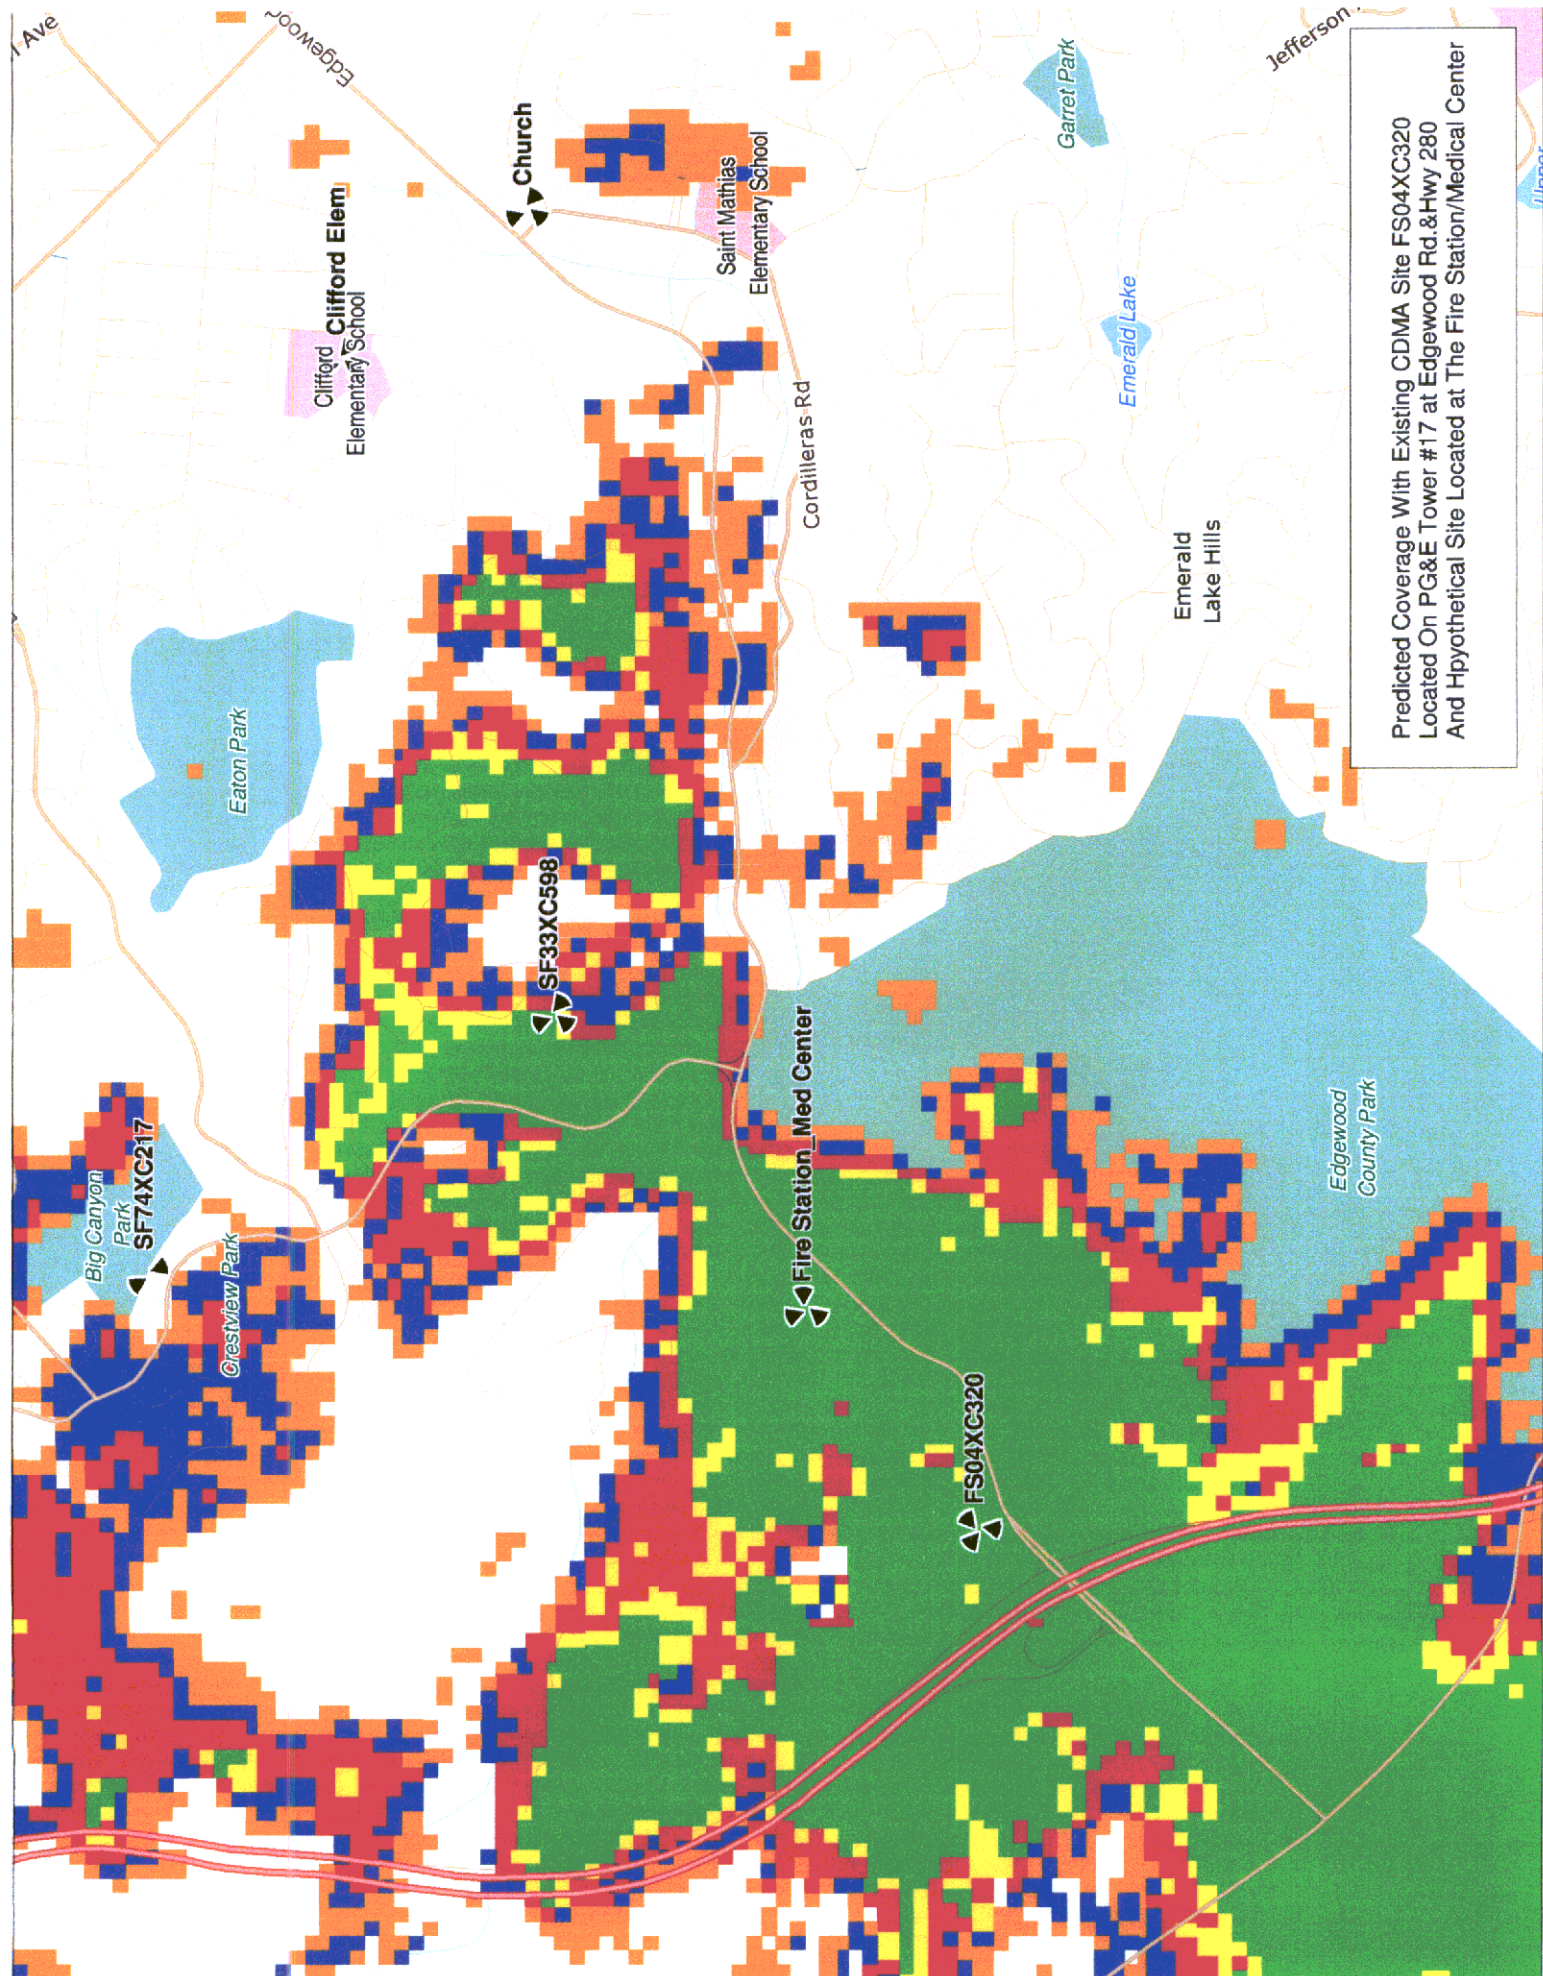 l Ave
Edgewoo
Jefferson
Garret Park
Church
Saint Mathias
Elementary School
Clifford Elem
Clifford
Elementary School
Emerald Lake
Upper
Cordilleras Rd
Emerald
Lake Hills
Eaton Park
SF33XC598
Fire Station_Med Center
Big Canyon
Park
SF74XC217
Crestview Park
Edgewood
County Park
FS04XC320
Predicted Coverage With Existing CDMA Site FS04XC320
Located On PG&E Tower #17 at Edgewood Rd.&Hwy 280
And Hpyothetical Site Located at The Fire Station/Medical Center